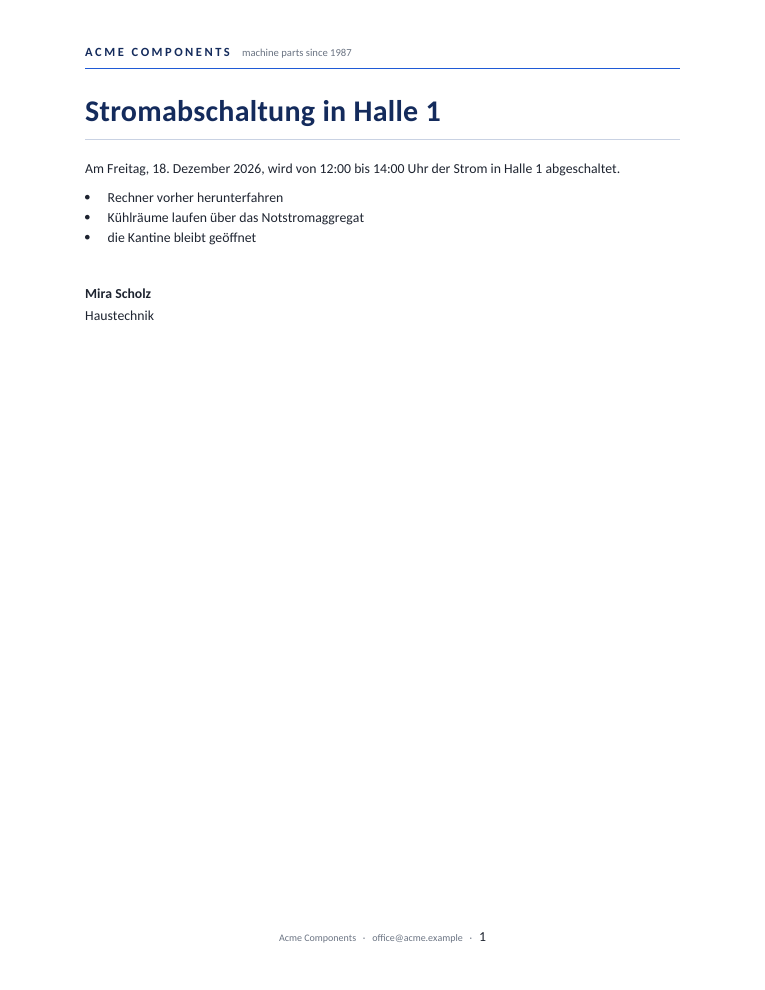 ACME COMPONENTS machine parts since 1987
Stromabschaltung in Halle 1
Am Freitag, 18. Dezember 2026, wird von 12:00 bis 14:00 Uhr der Strom in Halle 1 abgeschaltet.
• Rechner vorher herunterfahren
• Kühlräume laufen über das Notstromaggregat
• die Kantine bleibt geöffnet
Mira Scholz
Haustechnik
Acme Components · office@acme.example · 1